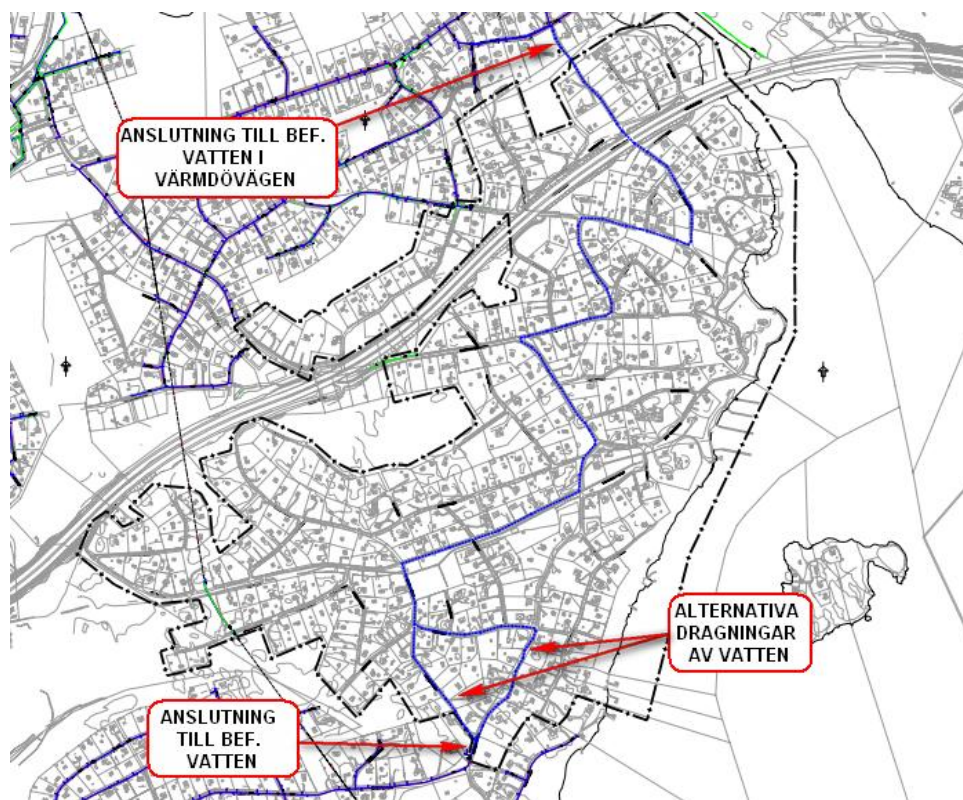 ANSLUTNING TILL BEF.
VATTEN I
VÄRMDÖVÄGEN
ALTERNATIVA
DRAGNINGAR
AV VATTEN
ANSLUTNING
TILL BEF.
VATTEN